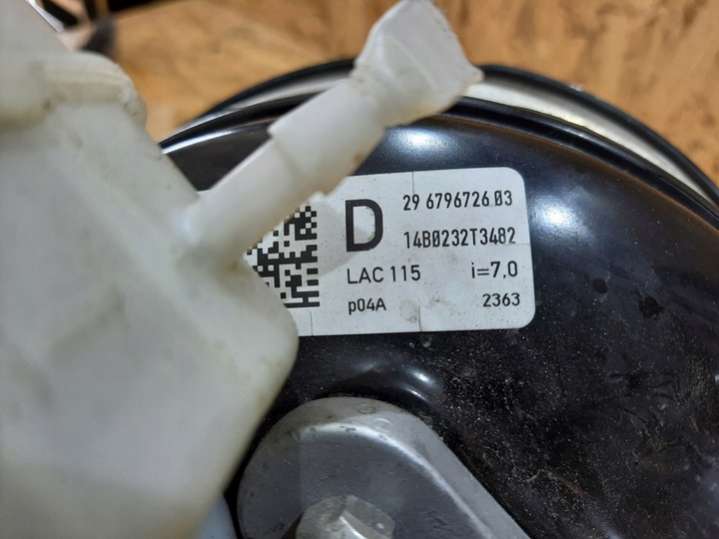 D
29 6796726.03
14B0232T3482
LAC 115 i=7,0
p04A 2363